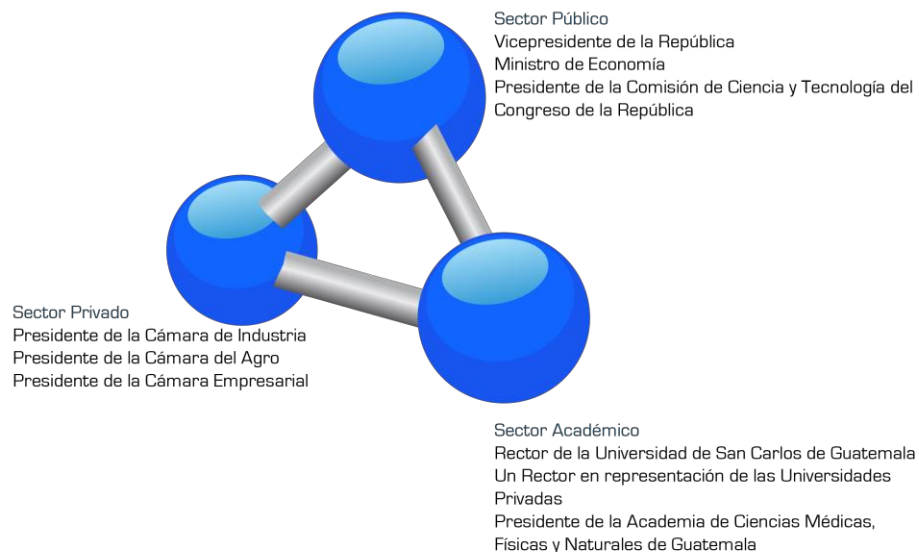 Sector Público
Vicepresidente de la República
Ministro de Economía
Presidente de la Comisión de Ciencia y Tecnología del
Congreso de la República
Sector Privado
Presidente de la Cámara de Industria
Presidente de la Cámara del Agro
Presidente de la Cámara Empresarial
Sector Académico
Rector de la Universidad de San Carlos de Guatemala
Un Rector en representación de las Universidades
Privadas
Presidente de la Academia de Ciencias Médicas,
Físicas y Naturales de Guatemala